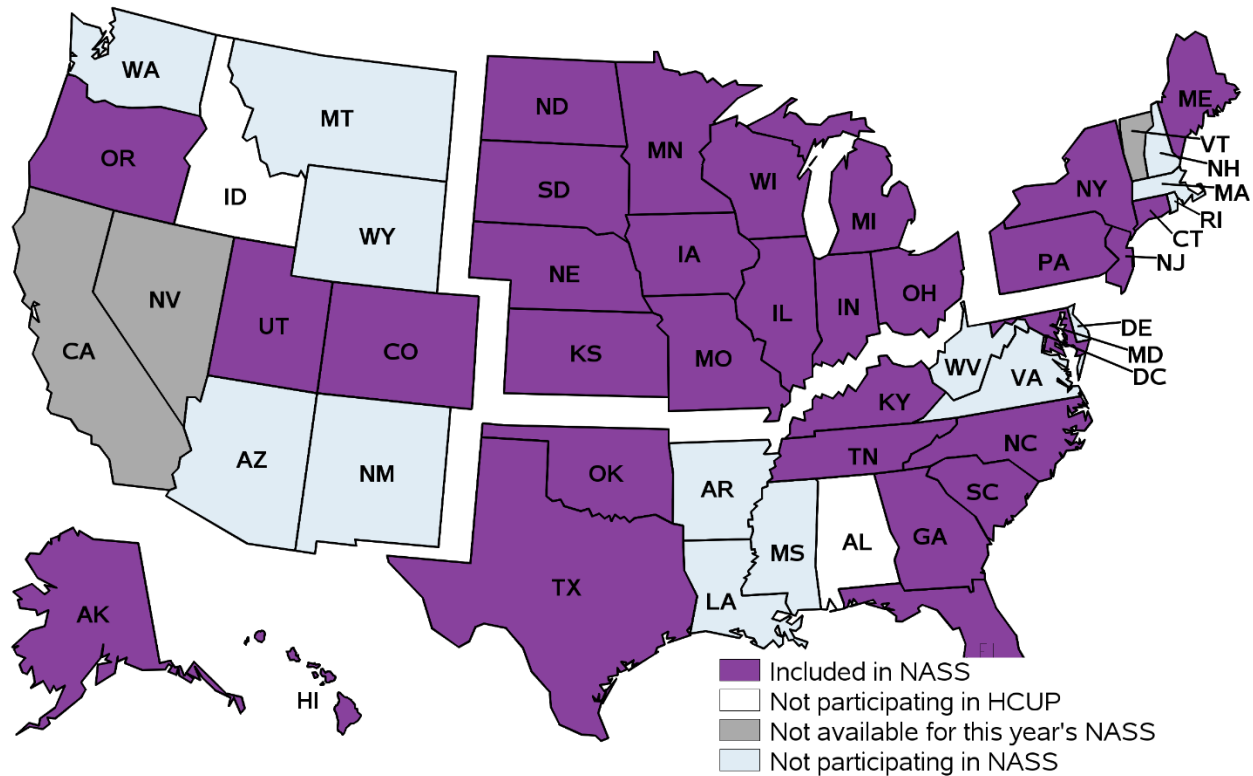 WA
MT
ND
MN
ME
VT
NH
MA
RI
CT
NJ
OR
ID
SD
WI
MI
NY
WY
IA
PA
NE
NV
UT
CO
CA
KS
MO
IL
IN
OH
DE
MD
DC
WV
VA
KY
AZ
NM
OK
AR
TN
NC
SC
MS
AL
GA
TX
LA
AK
HI
FL
Included in NASS
Not participating in HCUP
Not available for this year's NASS
Not participating in NASS